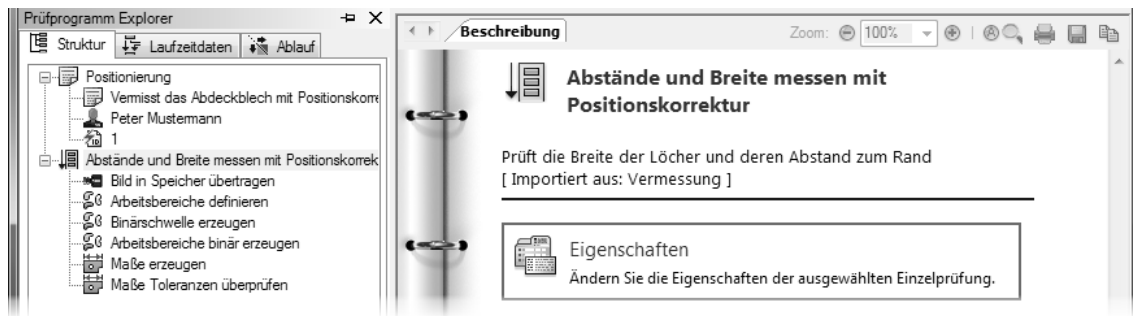 Prüfprogramm Explorer
Struktur
Laufzeitdaten
Ablauf
Positionierung
Vermisst das Abdeckblech mit Positionskorre
Peter Mustermann
1
Abstände und Breite messen mit Positionskorrek
Bild in Speicher übertragen
Arbeitsbereiche definieren
Binärschwelle erzeugen
Arbeitsbereiche binär erzeugen
Maße erzeugen
Maße Toleranzen überprüfen
Beschreibung
Zoom: 100%
Abstände und Breite messen mit
Positionskorrektur
Prüft die Breite der Löcher und deren Abstand zum Rand
[ Importiert aus: Vermessung ]
Eigenschaften
Ändern Sie die Eigenschaften der ausgewählten Einzelprüfung.